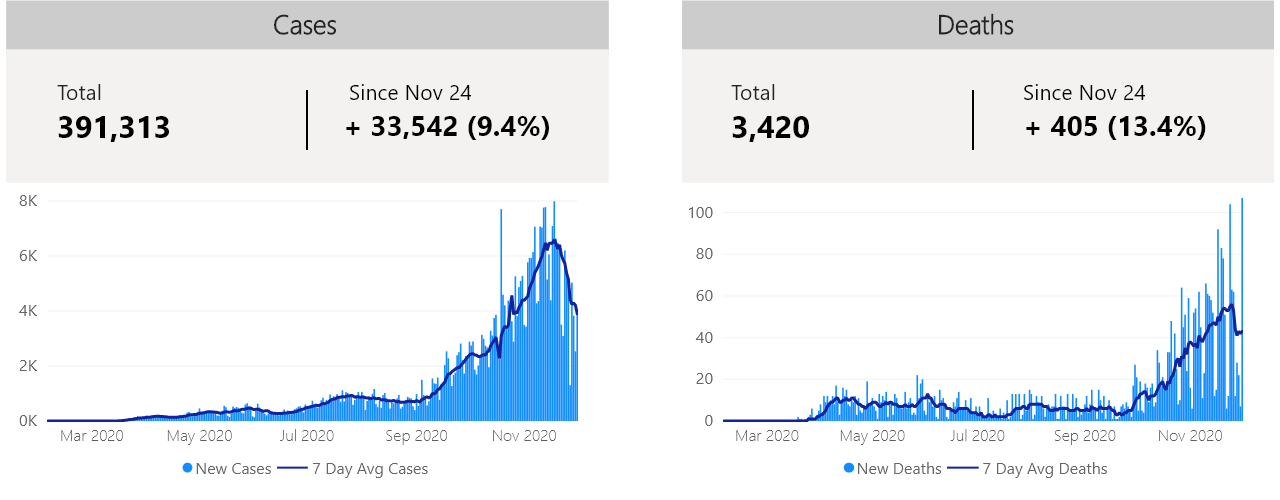 Cases
Total
Since Nov 24
391,313
+ 33,542 (9.4%)
8K
6K
4K
2K
0K
Mar 2020 May 2020 Jul 2020 Sep 2020 Nov 2020
New Cases 7 Day Avg Cases
Deaths
Total
Since Nov 24
3,420
+ 405 (13.4%)
100
80
60
40
20
0
Mar 2020 May 2020 Jul 2020 Sep 2020 Nov 2020
New Deaths 7 Day Avg Deaths